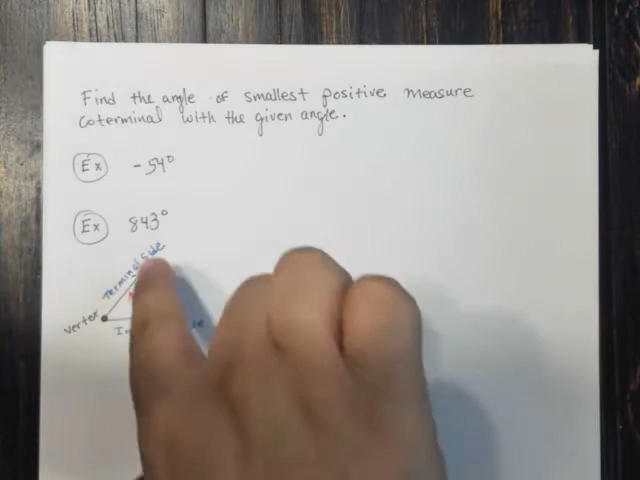 Find the angle of smallest positive measure
coterminal with the given angle.
Ex -54°
Ex 843°
Terminal Side
Vertex